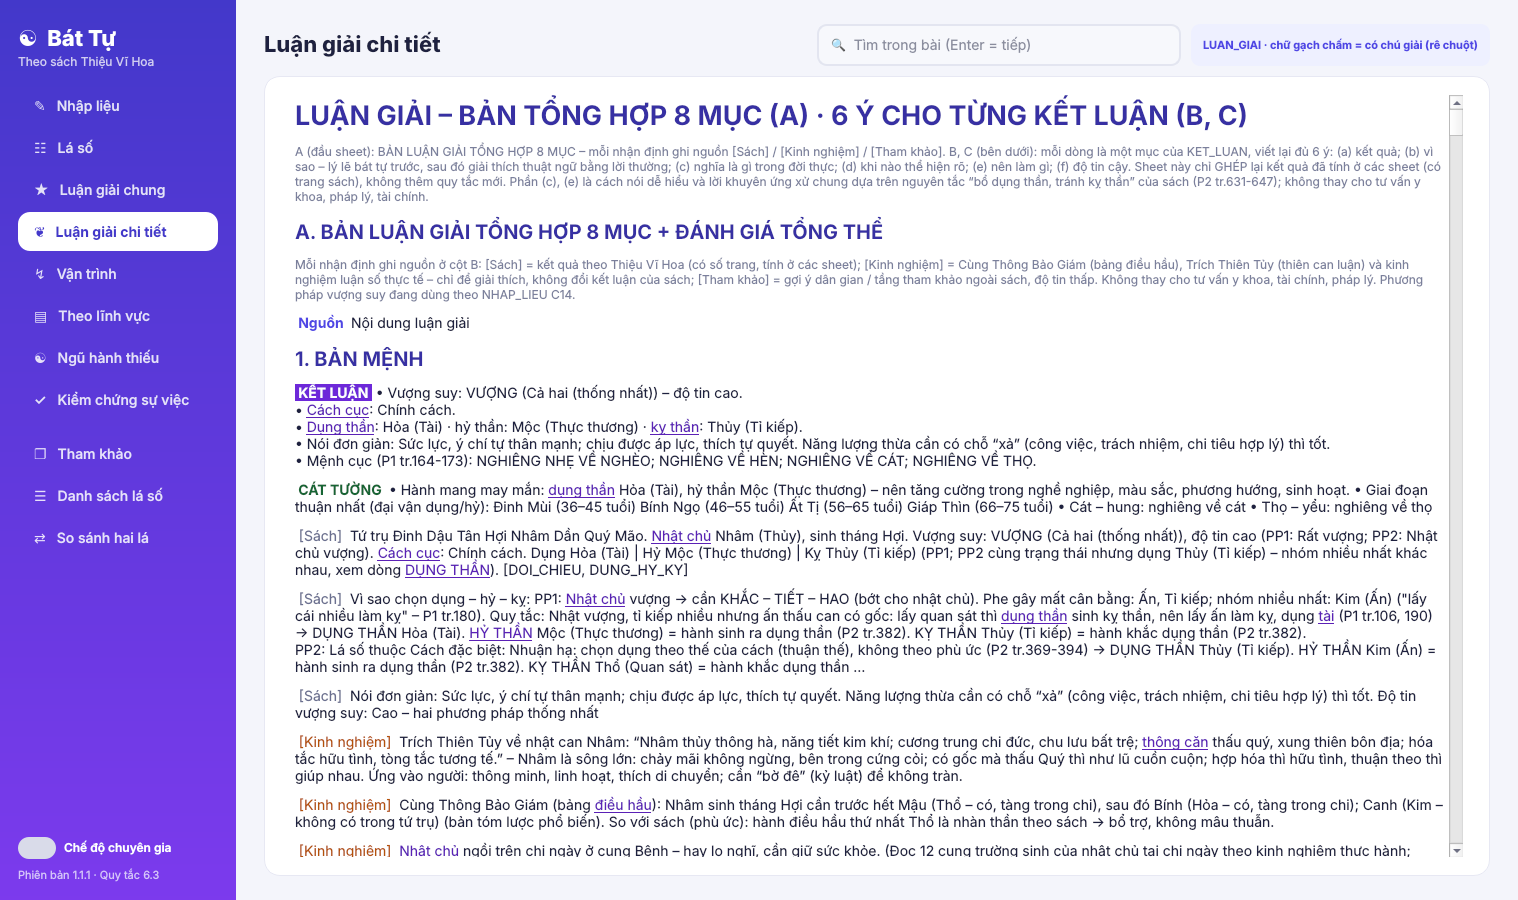 Bát Tự
Theo sách Thiệu Vĩ Hoa
Nhập liệu
Lá số
Luận giải chung
Luận giải chi tiết
Vận trình
Theo lĩnh vực
Ngũ hành thiếu
Kiểm chứng sự việc
Tham khảo
Danh sách lá số
So sánh hai lá
Chế độ chuyên gia
Phiên bản 1.1.1 · Quy tắc 6.3
Luận giải chi tiết
Tìm trong bài (Enter = tiếp)
LUAN_GIAI · chữ gạch chấm = có chú giải (rê chuột)
LUẬN GIẢI – BẢN TỔNG HỢP 8 MỤC (A) · 6 Ý CHO TỪNG KẾT LUẬN (B, C)
A (đầu sheet): BẢN LUẬN GIẢI TỔNG HỢP 8 MỤC – mỗi nhận định ghi nguồn [Sách] / [Kinh nghiệm] / [Tham khảo]. B, C (bên dưới): mỗi dòng là một mục của KET_LUAN, viết lại đủ 6 ý: (a) kết quả; (b) vì
sao – lý lẽ bát tự trước, sau đó giải thích thuật ngữ bằng lời thường; (c) nghĩa là gì trong đời thực; (d) khi nào thể hiện rõ; (e) nên làm gì; (f) độ tin cậy. Sheet này chỉ GHÉP lại kết quả đã tính ở các sheet (có
trang sách), không thêm quy tắc mới. Phần (c), (e) là cách nói dễ hiểu và lời khuyên ứng xử chung dựa trên nguyên tắc “bổ dụng thần, tránh kỵ thần” của sách (P2 tr.631-647); không thay cho tư vấn y
khoa, pháp lý, tài chính.
A. BẢN LUẬN GIẢI TỔNG HỢP 8 MỤC + ĐÁNH GIÁ TỔNG THỂ
Mỗi nhận định ghi nguồn ở cột B: [Sách] = kết quả theo Thiệu Vĩ Hoa (có số trang, tính ở các sheet); [Kinh nghiệm] = Cùng Thông Bảo Giám (bảng điều hầu), Trích Thiên Tủy (thiên can luận) và kinh
nghiệm luận số thực tế – chỉ để giải thích, không đổi kết luận của sách; [Tham khảo] = gợi ý dân gian / tầng tham khảo ngoài sách, độ tin thấp. Không thay cho tư vấn y khoa, tài chính, pháp lý. Phương
pháp vượng suy đang dùng theo NHAP_LIEU C14.
Nguồn Nội dung luận giải
1. BẢN MỆNH
KẾT LUẬN • Vượng suy: VƯỢNG (Cả hai (thống nhất)) – độ tin cao.
• Cách cục: Chính cách.
• Dụng thần: Hỏa (Tài) · hỷ thần: Mộc (Thực thương) · kỵ thần: Thủy (Tỉ kiếp).
• Nói đơn giản: Sức lực, ý chí tự thân mạnh; chịu được áp lực, thích tự quyết. Năng lượng thừa cần có chỗ “xả” (công việc, trách nhiệm, chi tiêu hợp lý) thì tốt.
• Mệnh cục (P1 tr.164-173): NGHIÊNG NHẸ VỀ NGHÈO; NGHIÊNG VỀ HÈN; NGHIÊNG VỀ CÁT; NGHIÊNG VỀ THỌ.
CÁT TƯỜNG • Hành mang may mắn: dụng thần Hỏa (Tài), hỷ thần Mộc (Thực thương) – nên tăng cường trong nghề nghiệp, màu sắc, phương hướng, sinh hoạt. • Giai đoạn
thuận nhất (đại vận dụng/hỷ): Đinh Mùi (36–45 tuổi) Bính Ngọ (46–55 tuổi) Ất Tị (56–65 tuổi) Giáp Thìn (66–75 tuổi) • Cát – hung: nghiêng về cát • Thọ – yểu: nghiêng về thọ
[Sách] Tứ trụ Đinh Dậu Tân Hợi Nhâm Dần Quý Mão. Nhật chủ Nhâm (Thủy), sinh tháng Hợi. Vượng suy: VƯỢNG (Cả hai (thống nhất)), độ tin cao (PP1: Rất vượng; PP2: Nhật
chủ vượng). Cách cục: Chính cách. Dụng Hỏa (Tài) | Hỷ Mộc (Thực thương) | Kỵ Thủy (Tỉ kiếp) (PP1; PP2 cùng trạng thái nhưng dụng Thủy (Tỉ kiếp) – nhóm nhiều nhất khác
nhau, xem dòng DỤNG THẦN). [DOI_CHIEU, DUNG_HY_KY]
[Sách] Vì sao chọn dụng – hỷ – kỵ: PP1: Nhật chủ vượng → cần KHẮC – TIẾT – HAO (bớt cho nhật chủ). Phe gây mất cân bằng: Ấn, Tỉ kiếp; nhóm nhiều nhất: Kim (Ấn) ("lấy
cái nhiều làm kỵ" – P1 tr.180). Quy tắc: Nhật vượng, tỉ kiếp nhiều nhưng ấn thấu can có gốc: lấy quan sát thì dụng thần sinh kỵ thần, nên lấy ấn làm kỵ, dụng tài (P1 tr.106, 190)
→ DỤNG THẦN Hỏa (Tài). HỶ THẦN Mộc (Thực thương) = hành sinh ra dụng thần (P2 tr.382). KỴ THẦN Thủy (Tỉ kiếp) = hành khắc dụng thần (P2 tr.382).
PP2: Lá số thuộc Cách đặc biệt: Nhuận hạ: chọn dụng theo thế của cách (thuận thế), không theo phù ức (P2 tr.369-394) → DỤNG THẦN Thủy (Tỉ kiếp). HỶ THẦN Kim (Ấn) =
hành sinh ra dụng thần (P2 tr.382). KỴ THẦN Thổ (Quan sát) = hành khắc dụng thần ...
[Sách] Nói đơn giản: Sức lực, ý chí tự thân mạnh; chịu được áp lực, thích tự quyết. Năng lượng thừa cần có chỗ “xả” (công việc, trách nhiệm, chi tiêu hợp lý) thì tốt. Độ tin
vượng suy: Cao – hai phương pháp thống nhất
[Kinh nghiệm] Trích Thiên Tủy về nhật can Nhâm: “Nhâm thủy thông hà, năng tiết kim khí; cương trung chi đức, chu lưu bất trệ; thông căn thấu quý, xung thiên bôn địa; hóa
tắc hữu tình, tòng tắc tương tế.” – Nhâm là sông lớn: chảy mãi không ngừng, bên trong cứng cỏi; có gốc mà thấu Quý thì như lũ cuồn cuộn; hợp hóa thì hữu tình, thuận theo thì
giúp nhau. Ứng vào người: thông minh, linh hoạt, thích di chuyển; cần “bờ đê” (kỷ luật) để không tràn.
[Kinh nghiệm] Cùng Thông Bảo Giám (bảng điều hầu): Nhâm sinh tháng Hợi cần trước hết Mậu (Thổ – có, tàng trong chi), sau đó Bính (Hỏa – có, tàng trong chi); Canh (Kim –
không có trong tứ trụ) (bản tóm lược phổ biến). So với sách (phù ức): hành điều hầu thứ nhất Thổ là nhàn thần theo sách → bổ trợ, không mâu thuẫn.
[Kinh nghiệm] Nhật chủ ngồi trên chi ngày ở cung Bệnh – hay lo nghĩ, cần giữ sức khỏe. (Đọc 12 cung trường sinh của nhật chủ tại chi ngày theo kinh nghiệm thực hành;